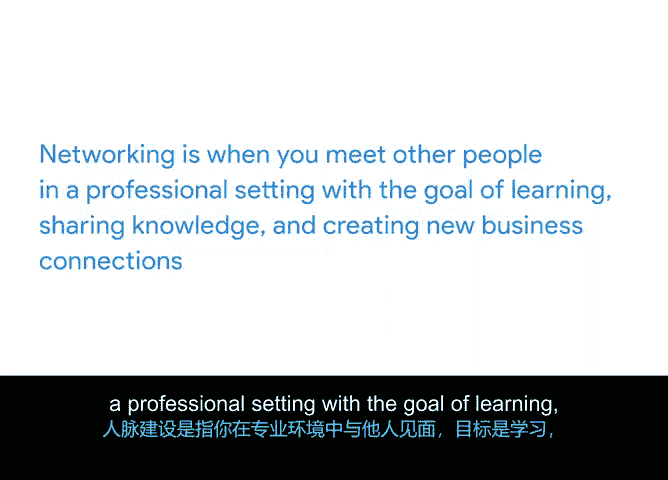 Networking is when you meet other people
in a professional setting with the goal of learning,
sharing knowledge, and creating new business
connections
a professional setting with the goal of learning,
人脉建设是指你在专业环境中与他人见面，目标是学习，